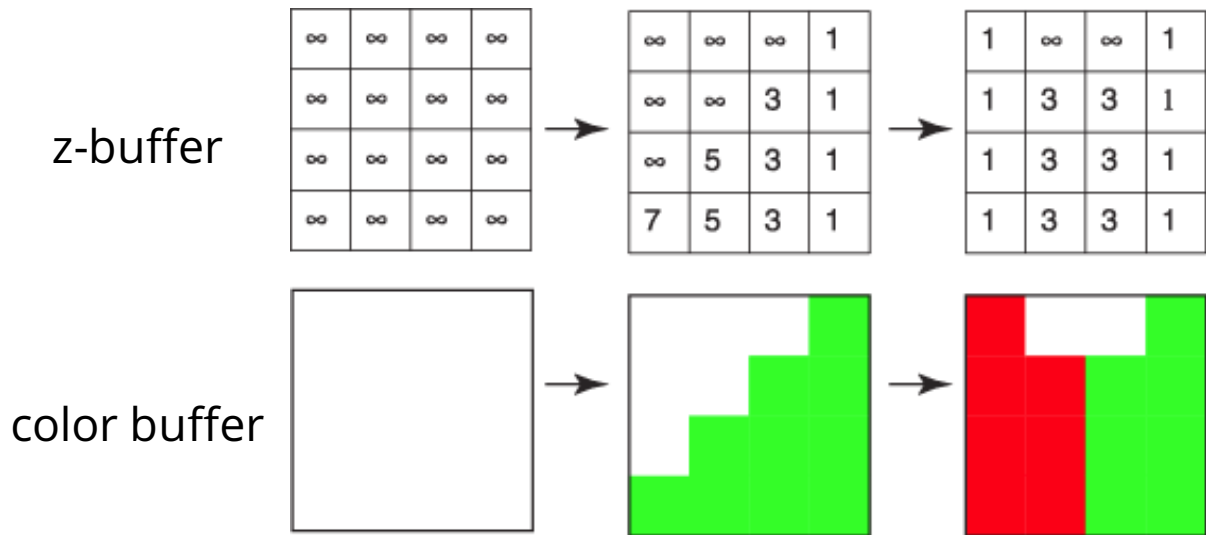 z-buffer
∞ ∞ ∞ ∞
∞ ∞ ∞ ∞
∞ ∞ ∞ ∞
∞ ∞ ∞ ∞
∞ ∞ ∞ 1
∞ ∞ 3 1
∞ 5 3 1
7 5 3 1
1 ∞ ∞ 1
1 3 3 1
1 3 3 1
1 3 3 1
color buffer